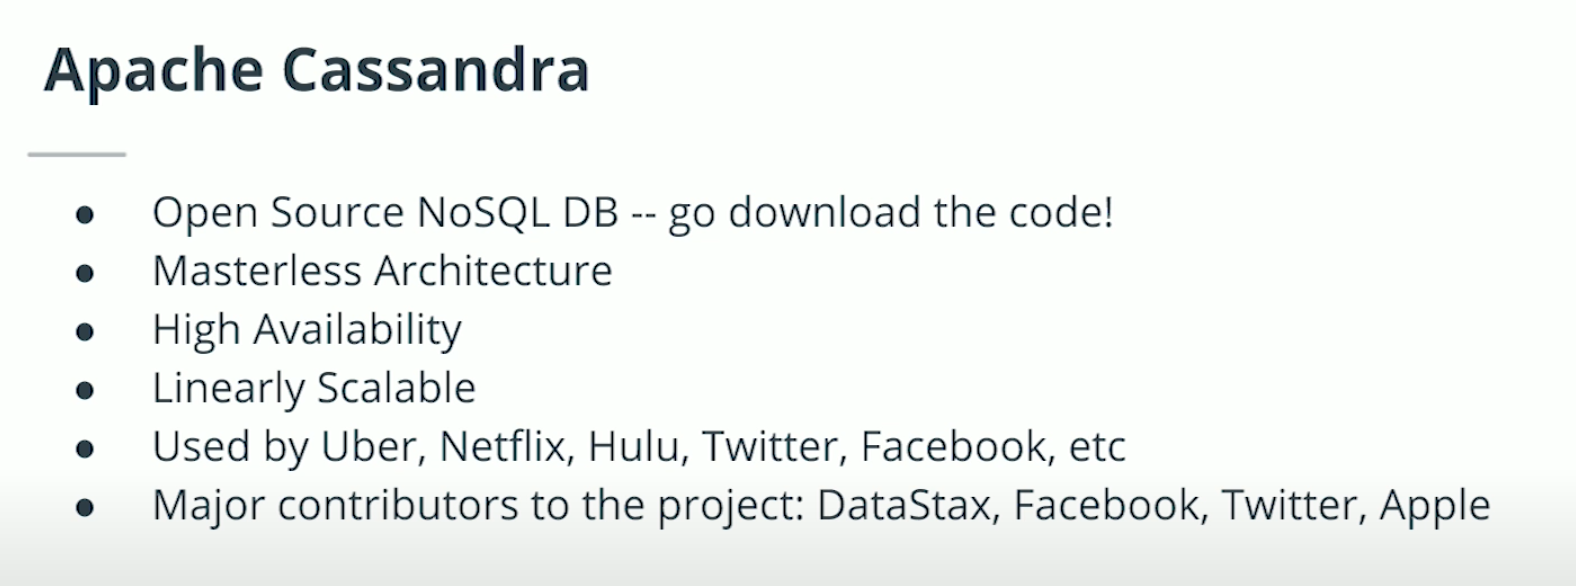 Apache Cassandra
● Open Source NoSQL DB -- go download the code!
● Masterless Architecture
● High Availability
● Linearly Scalable
● Used by Uber, Netflix, Hulu, Twitter, Facebook, etc
● Major contributors to the project: DataStax, Facebook, Twitter, Apple